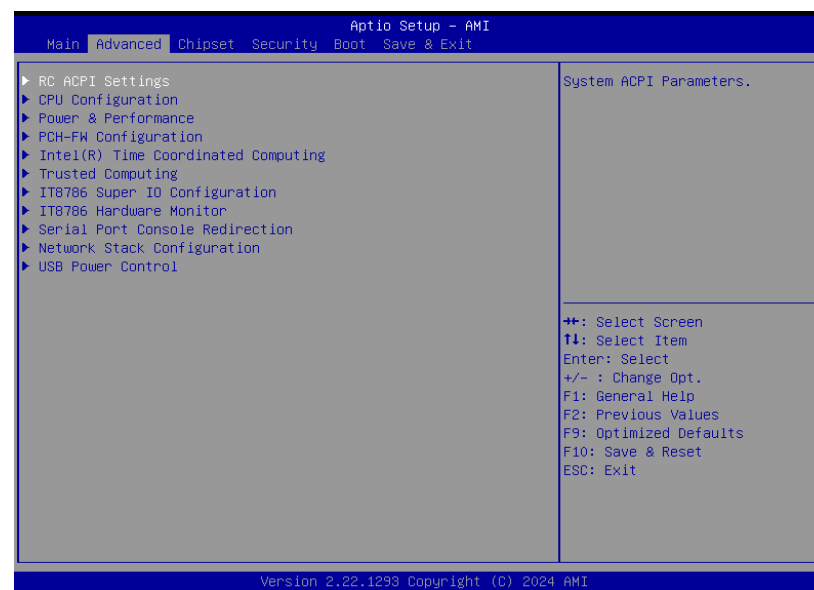 Aptio Setup – AMI
Main Advanced Chipset Security Boot Save & Exit
▶ RC ACPI Settings
▶ CPU Configuration
▶ Power & Performance
▶ PCH-FW Configuration
▶ Intel(R) Time Coordinated Computing
▶ Trusted Computing
▶ IT8786 Super IO Configuration
▶ IT8786 Hardware Monitor
▶ Serial Port Console Redirection
▶ Network Stack Configuration
▶ USB Power Control
System ACPI Parameters.
→←: Select Screen
↑↓: Select Item
Enter: Select
+/- : Change Opt.
F1: General Help
F2: Previous Values
F9: Optimized Defaults
F10: Save & Reset
ESC: Exit
Version 2.22.1293 Copyright (C) 2024 AMI